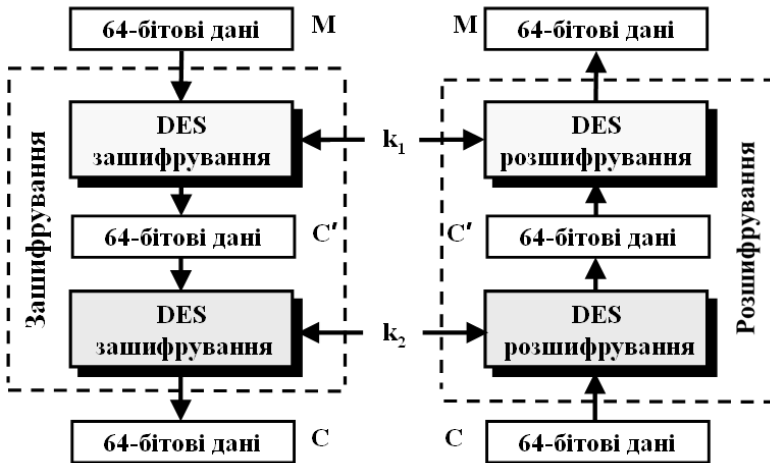 64-бітові дані M
Зашифрування
DES
зашифрування
k₁
64-бітові дані C′
DES
зашифрування
k₂
64-бітові дані C
M 64-бітові дані
DES
розшифрування
C′ 64-бітові дані
DES
розшифрування
C 64-бітові дані
Розшифрування